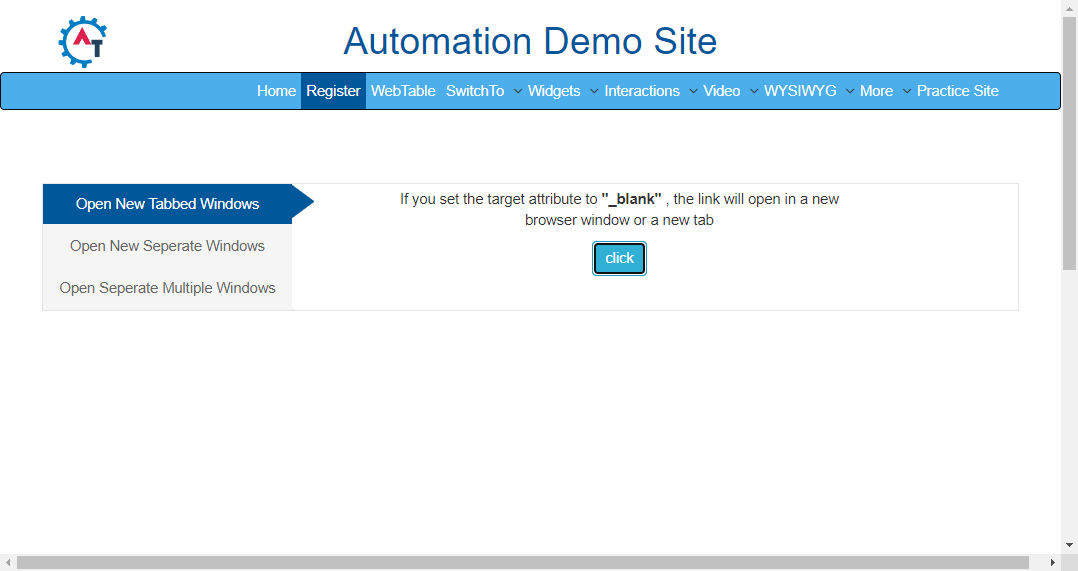 AT
Automation Demo Site
Home Register WebTable SwitchTo Widgets Interactions Video WYSIWYG More Practice Site
Open New Tabbed Windows
Open New Seperate Windows
Open Seperate Multiple Windows
If you set the target attribute to "_blank" , the link will open in a new
browser window or a new tab
click